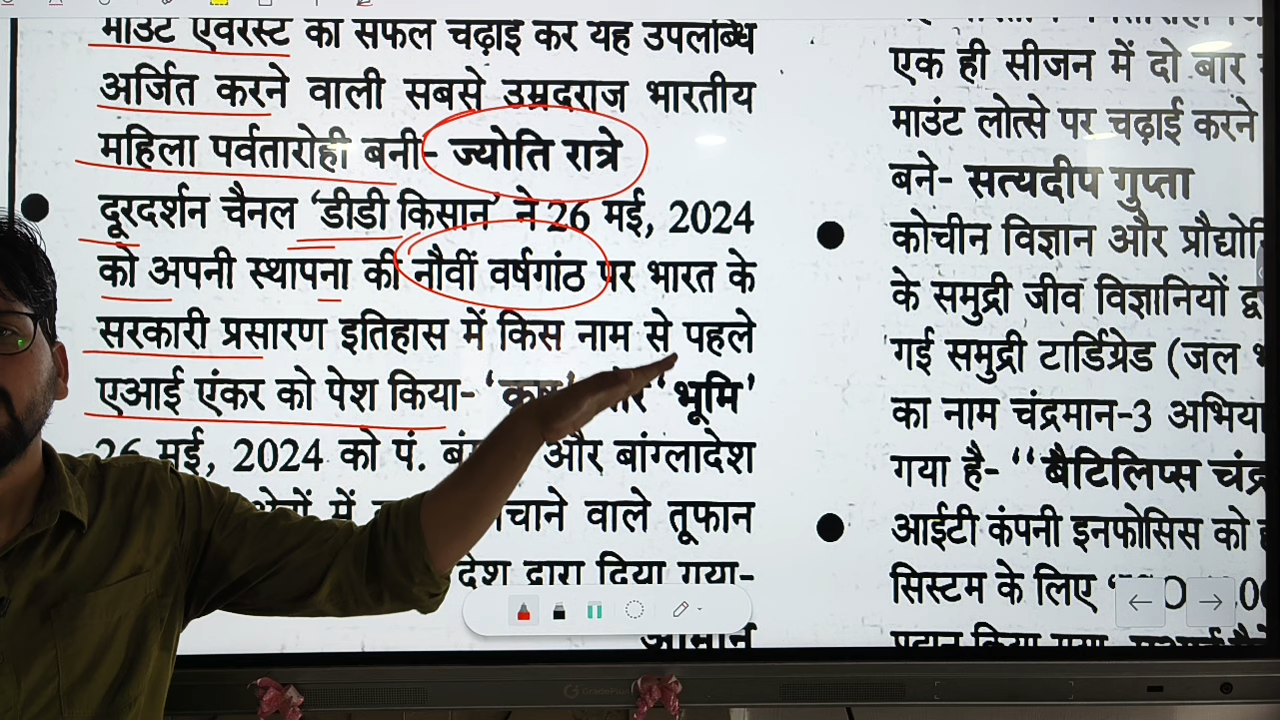 माउंट एवरेस्ट की सफल चढ़ाई कर यह उपलब्धि
अर्जित करने वाली सबसे उम्रदराज भारतीय
महिला पर्वतारोही बनी- ज्योति रात्रे
दूरदर्शन चैनल ‘डीडी किसान’ ने 26 मई, 2024
को अपनी स्थापना की नौवीं वर्षगांठ पर भारत के
सरकारी प्रसारण इतिहास में किस नाम से पहले
एआई एंकर को पेश किया- ‘ ‘भूमि’
26 मई, 2024 को पं. और बांग्लादेश
में वाले तूफान
द्वारा दिया गया-
एक ही सीजन में दो बार
माउंट लोत्से पर चढ़ाई करने
बने- सत्यदीप गुप्ता
कोचीन विज्ञान और
के समुद्री जीव विज्ञानियों
गई समुद्री टार्डिग्रेड (जल
का नाम चंद्रमान-3
गया है- ‘‘बैटिलिप्स
आईटी कंपनी इनफोसिस को
सिस्टम के लिए
प्रदान किया गया-